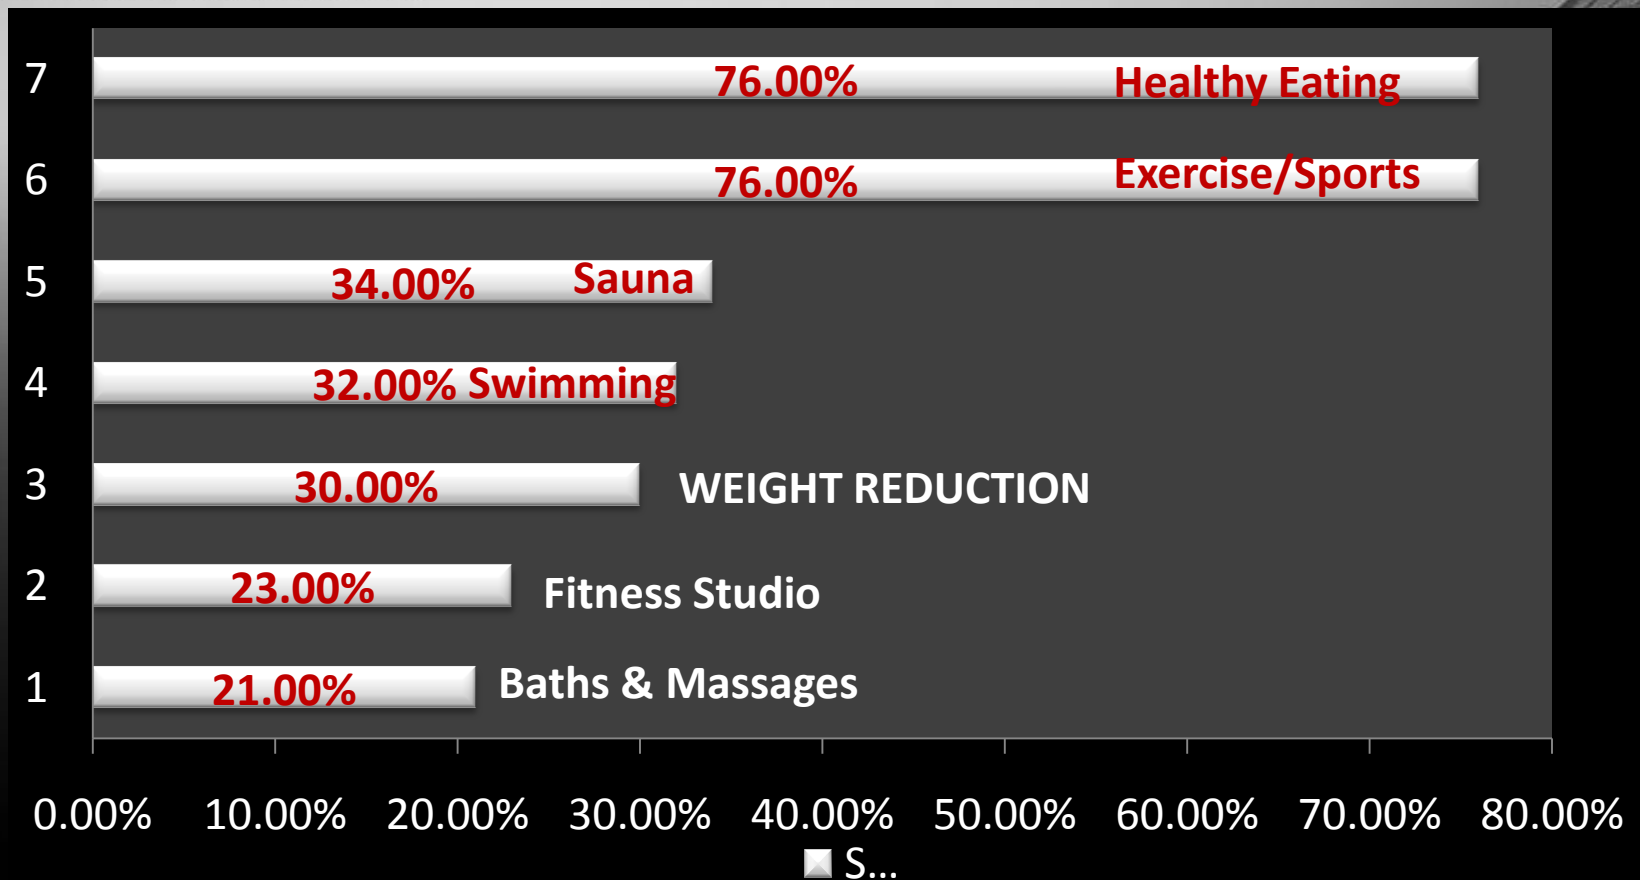 7 76.00% Healthy Eating
6 76.00% Exercise/Sports
5 34.00% Sauna
4 32.00% Swimming
3 30.00% WEIGHT REDUCTION
2 23.00% Fitness Studio
1 21.00% Baths & Massages
0.00% 10.00% 20.00% 30.00% 40.00% 50.00% 60.00% 70.00% 80.00%
S...